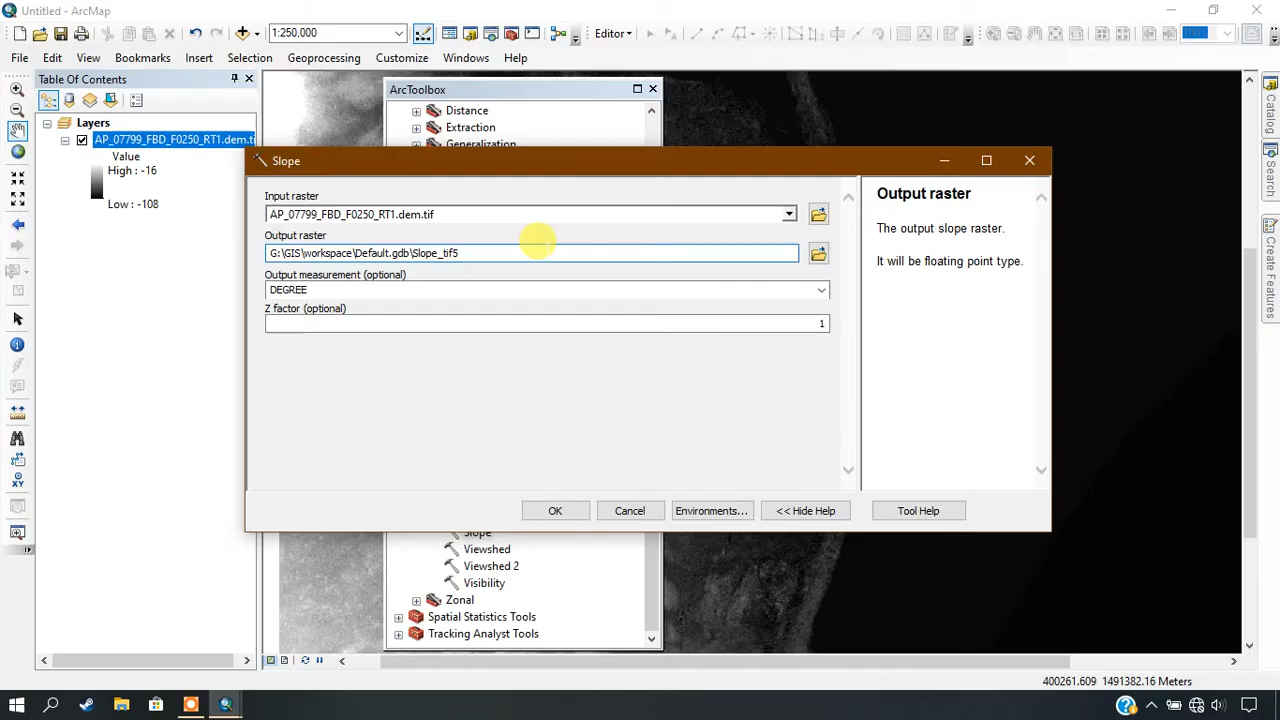 Untitled - ArcMap
1:250,000
Editor
File Edit View Bookmarks Insert Selection Geoprocessing Customize Windows Help
Table Of Contents
Layers
AP_07799_FBD_F0250_RT1.dem.ti
Value
High : -16
Low : -108
ArcToolbox
Distance
Extraction
Generalization
Slope
Input raster
AP_07799_FBD_F0250_RT1.dem.tif
Output raster
G:\GIS\workspace\Default.gdb\Slope_tif5
Output measurement (optional)
DEGREE
Z factor (optional)
1
OK Cancel Environments... << Hide Help Tool Help
Output raster
The output slope raster.
It will be floating point type.
Slope
Viewshed
Viewshed 2
Visibility
Zonal
Spatial Statistics Tools
Tracking Analyst Tools
Catalog
Search
Create Features
XY
400261.609 1491382.16 Meters